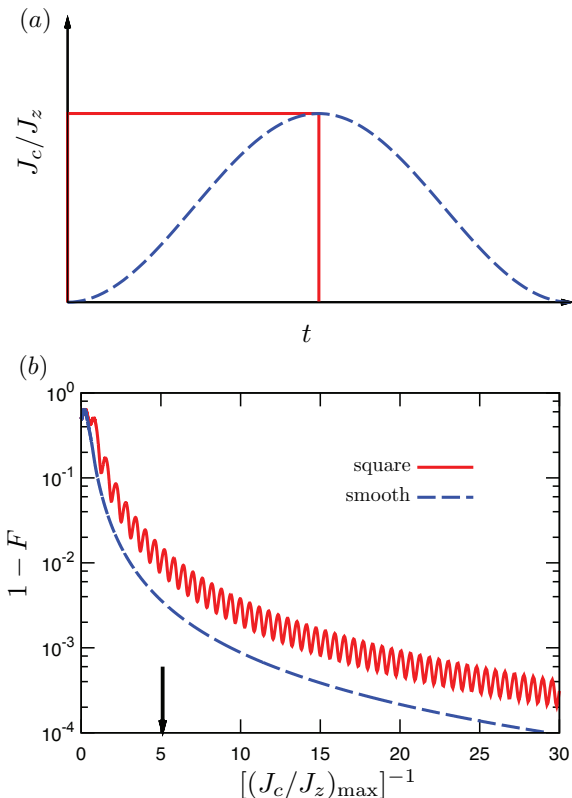 (a)
J_c/J_z
t
(b)
10^0
10^-1
10^-2
10^-3
10^-4
1 − F
square
smooth
0 5 10 15 20 25 30
[(J_c/J_z)_max]^−1